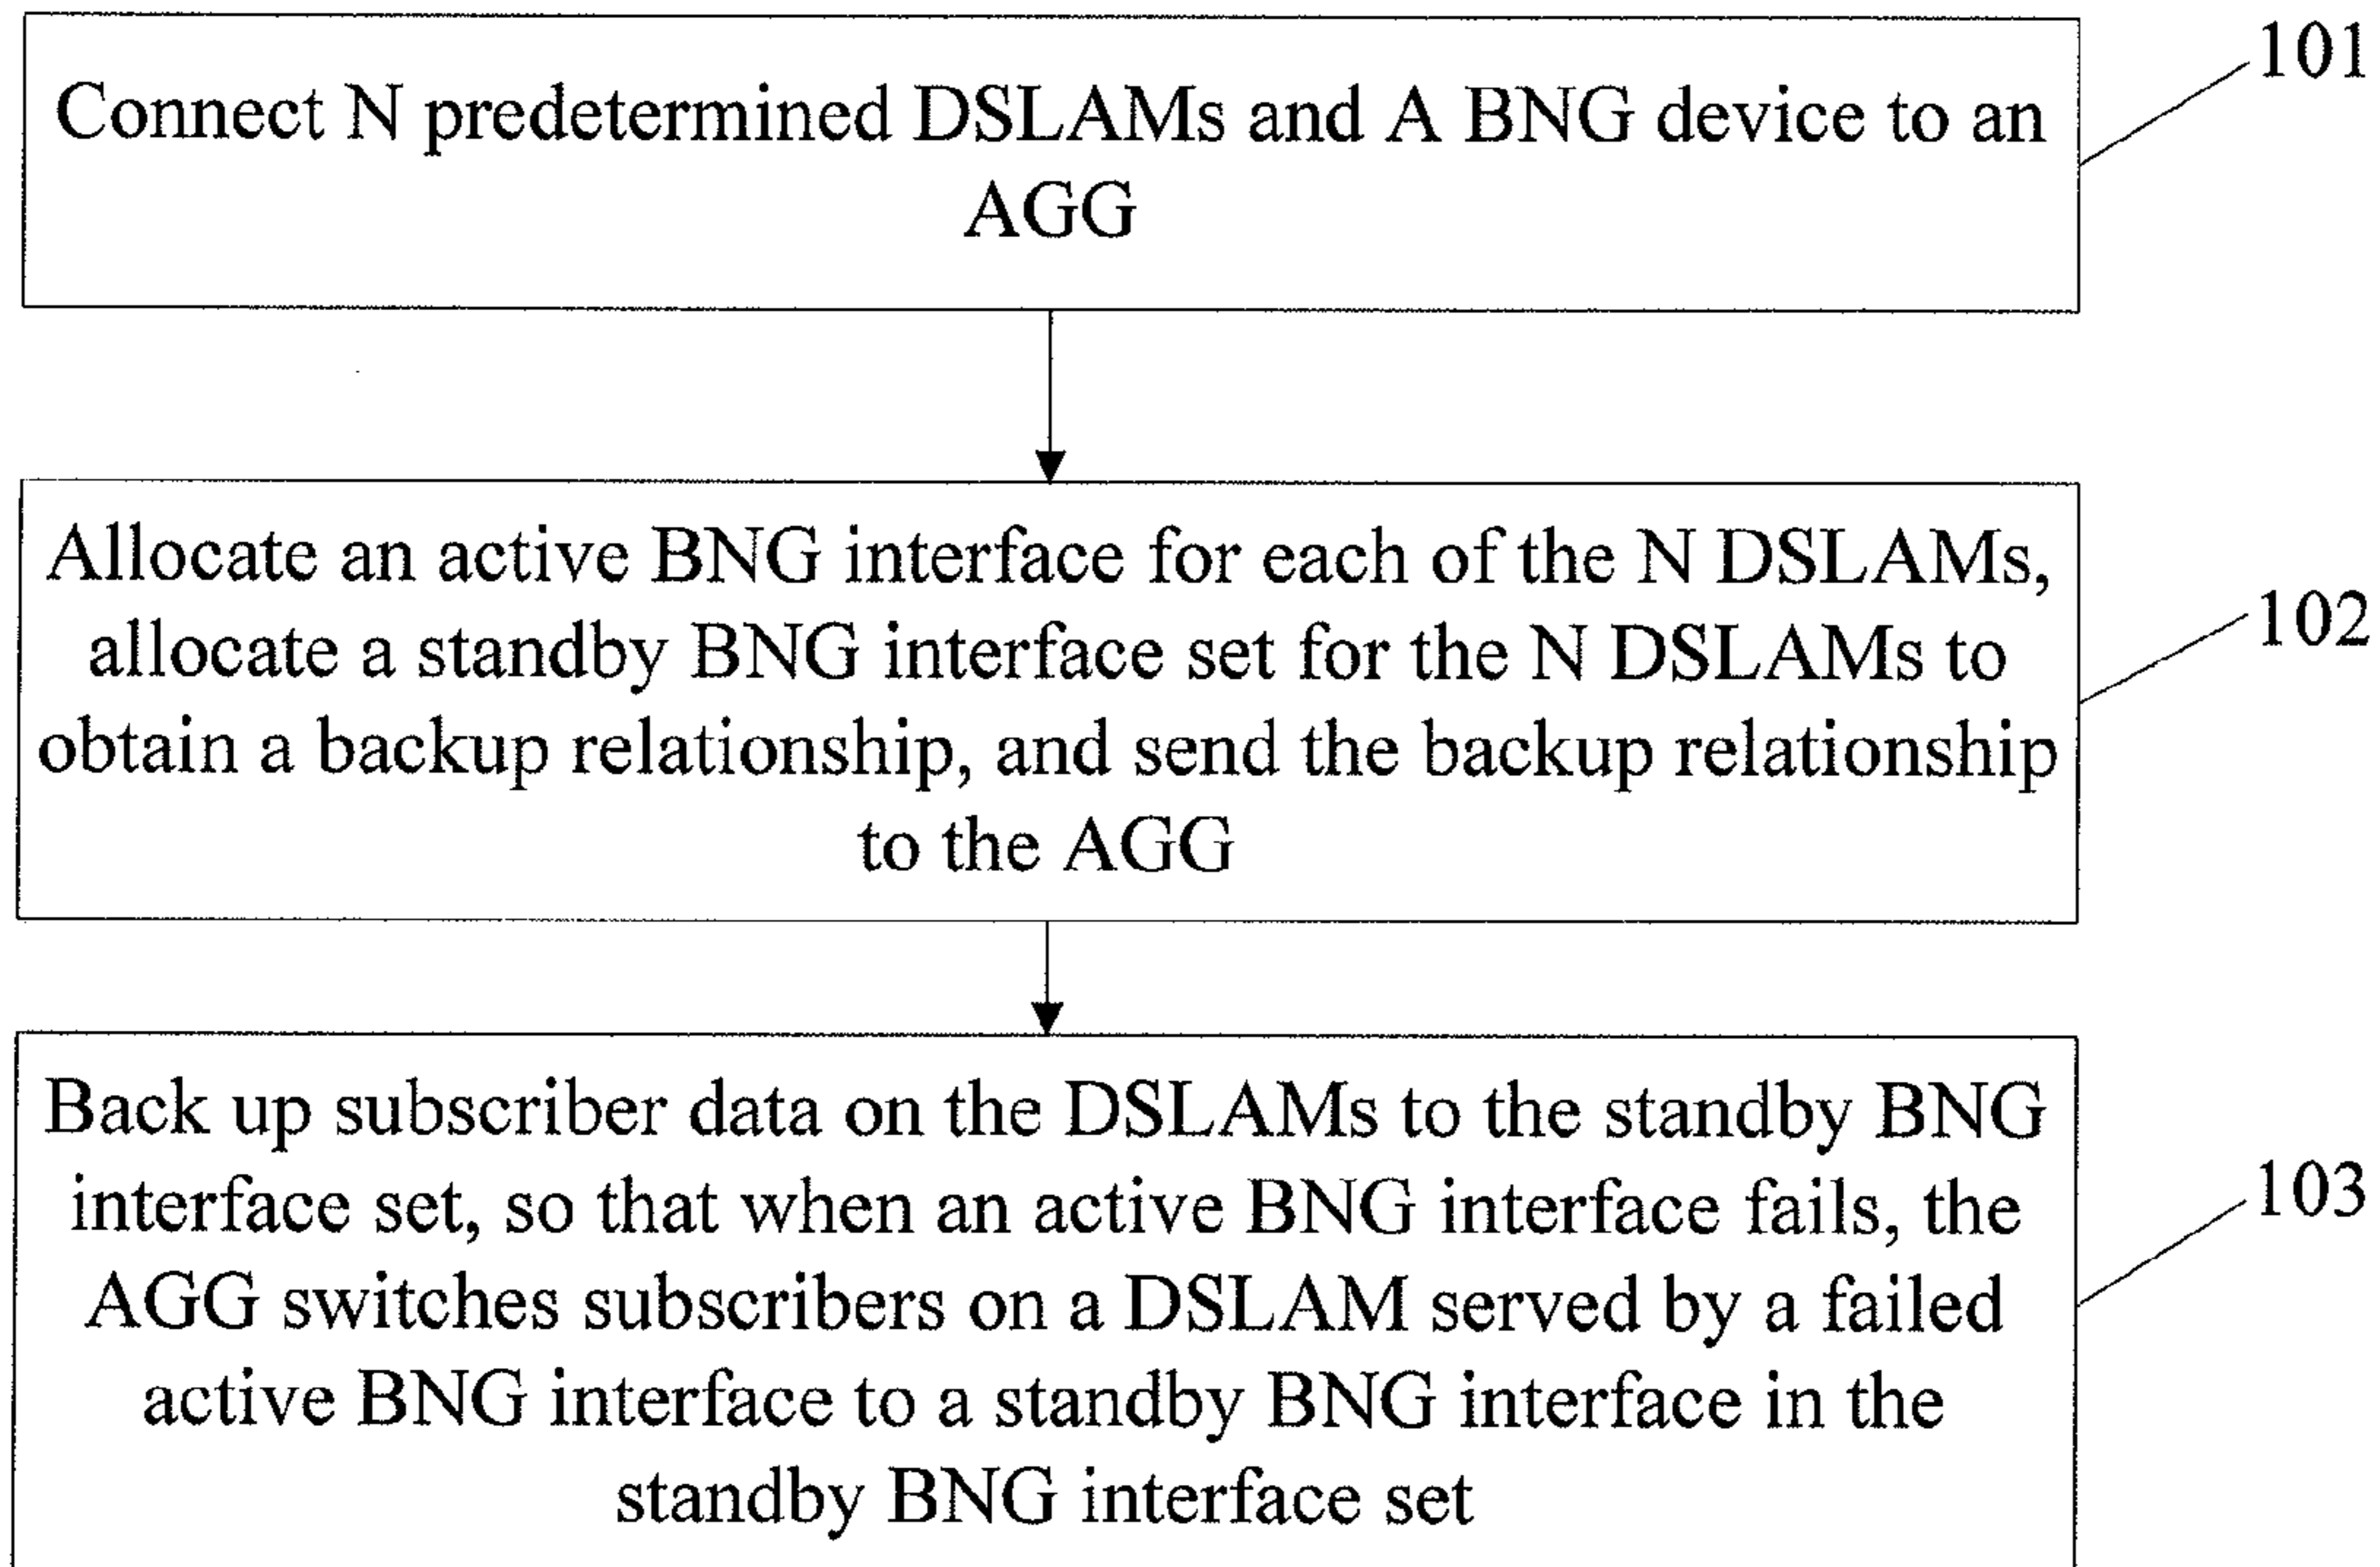 Connect N predetermined DSLAMs and A BNG device to an
AGG
101
Allocate an active BNG interface for each of the N DSLAMs,
allocate a standby BNG interface set for the N DSLAMs to
obtain a backup relationship, and send the backup relationship
to the AGG
102
Back up subscriber data on the DSLAMs to the standby BNG
interface set, so that when an active BNG interface fails, the
AGG switches subscribers on a DSLAM served by a failed
active BNG interface to a standby BNG interface in the
standby BNG interface set
103